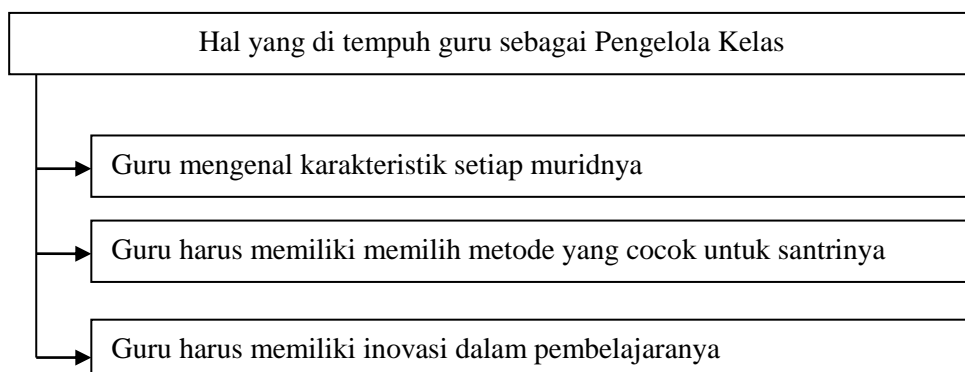 Hal yang di tempuh guru sebagai Pengelola Kelas
Guru mengenal karakteristik setiap muridnya
Guru harus memiliki memilih metode yang cocok untuk santrinya
Guru harus memiliki inovasi dalam pembelajaranya